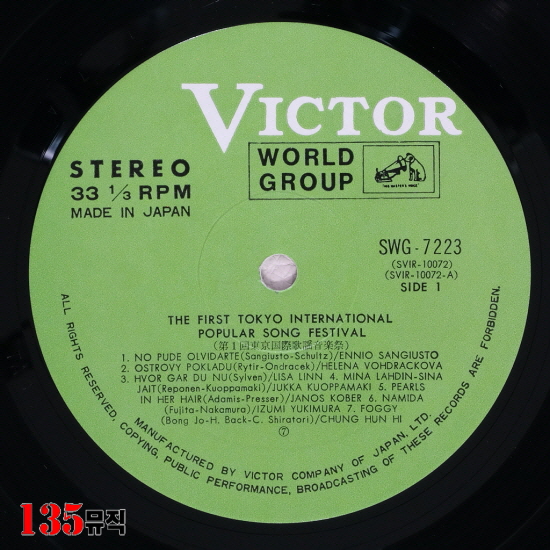 VICTOR
STEREO
33 1/3 RPM
MADE IN JAPAN
WORLD
GROUP
"HIS MASTER'S VOICE"
SWG-7223
(SVIR-10072)
(SVIR-10072-A)
SIDE 1
THE FIRST TOKYO INTERNATIONAL
POPULAR SONG FESTIVAL
(第1回東京国際歌謡音楽祭)
1. NO PUDE OLVIDARTE(Sangiusto-Schultz)/ENNIO SANGIUSTO
2. OSTROVY POKLADU(Rytir-Ondracek)/HELENA VOHDRACKOVA
3. HVOR GAR DU NU(Sylven)/LISA LINN 4. MINA LAHDIN-SINA
JAIT(Reponen-Kuoppamaki)/JUKKA KUOPPAMAKI 5. PEARLS
IN HER HAIR(Adamis-Presser)/JANOS KOBER 6. NAMIDA
(Fujita-Nakamura)/IZUMI YUKIMURA 7. FOGGY
(Bong Jo-H. Back-C. Shiratori)/CHUNG HUN HI
⑦
ALL RIGHTS RESERVED. COPYING, PUBLIC PERFORMANCE, BROADCASTING OF THESE RECORDS ARE FORBIDDEN.
MANUFACTURED BY VICTOR COMPANY OF JAPAN, LTD.
135뮤직